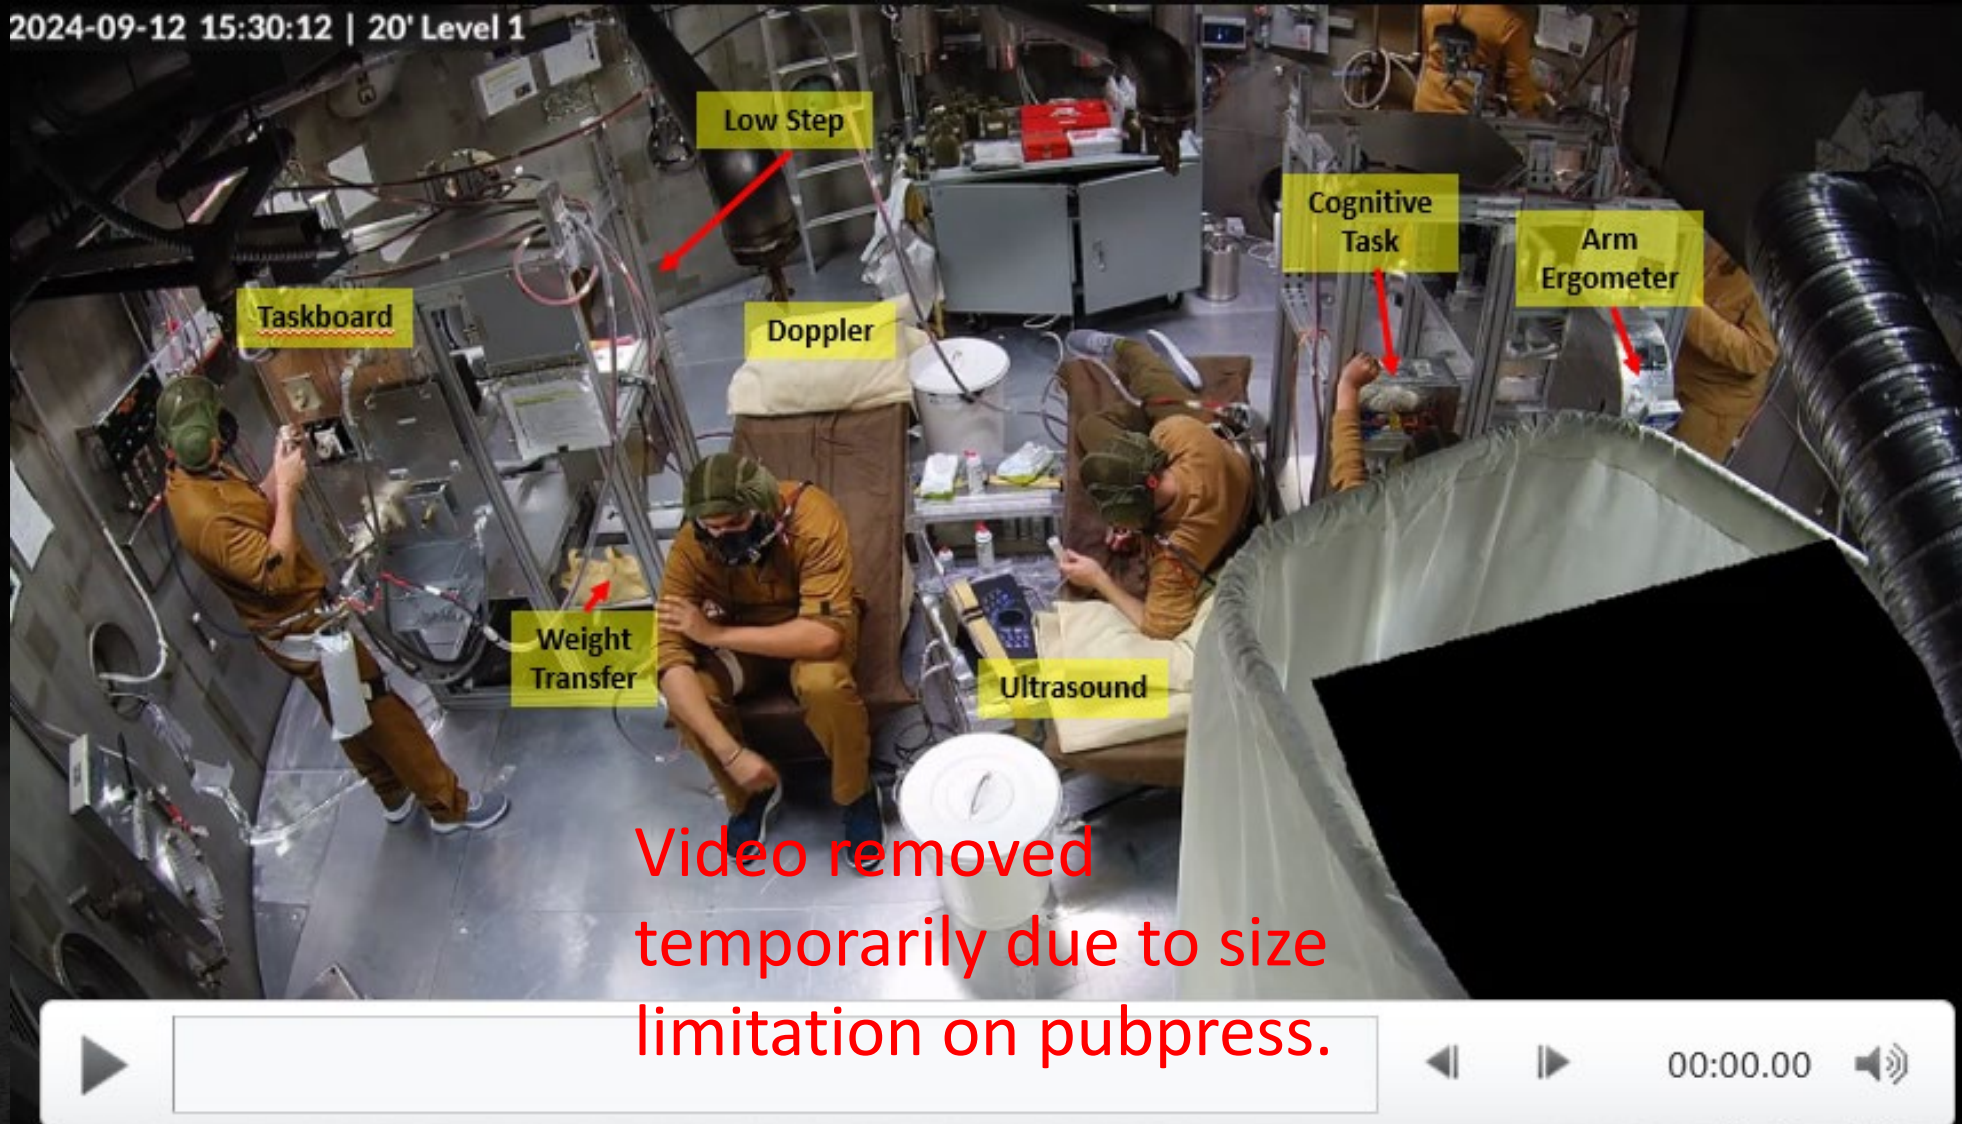 2024-09-12 15:30:12 | 20' Level 1
Low Step
Cognitive
Task
Arm
Ergometer
Taskboard
Doppler
Weight
Transfer
Ultrasound
Video removed
temporarily due to size
limitation on pubpress.
00:00.00